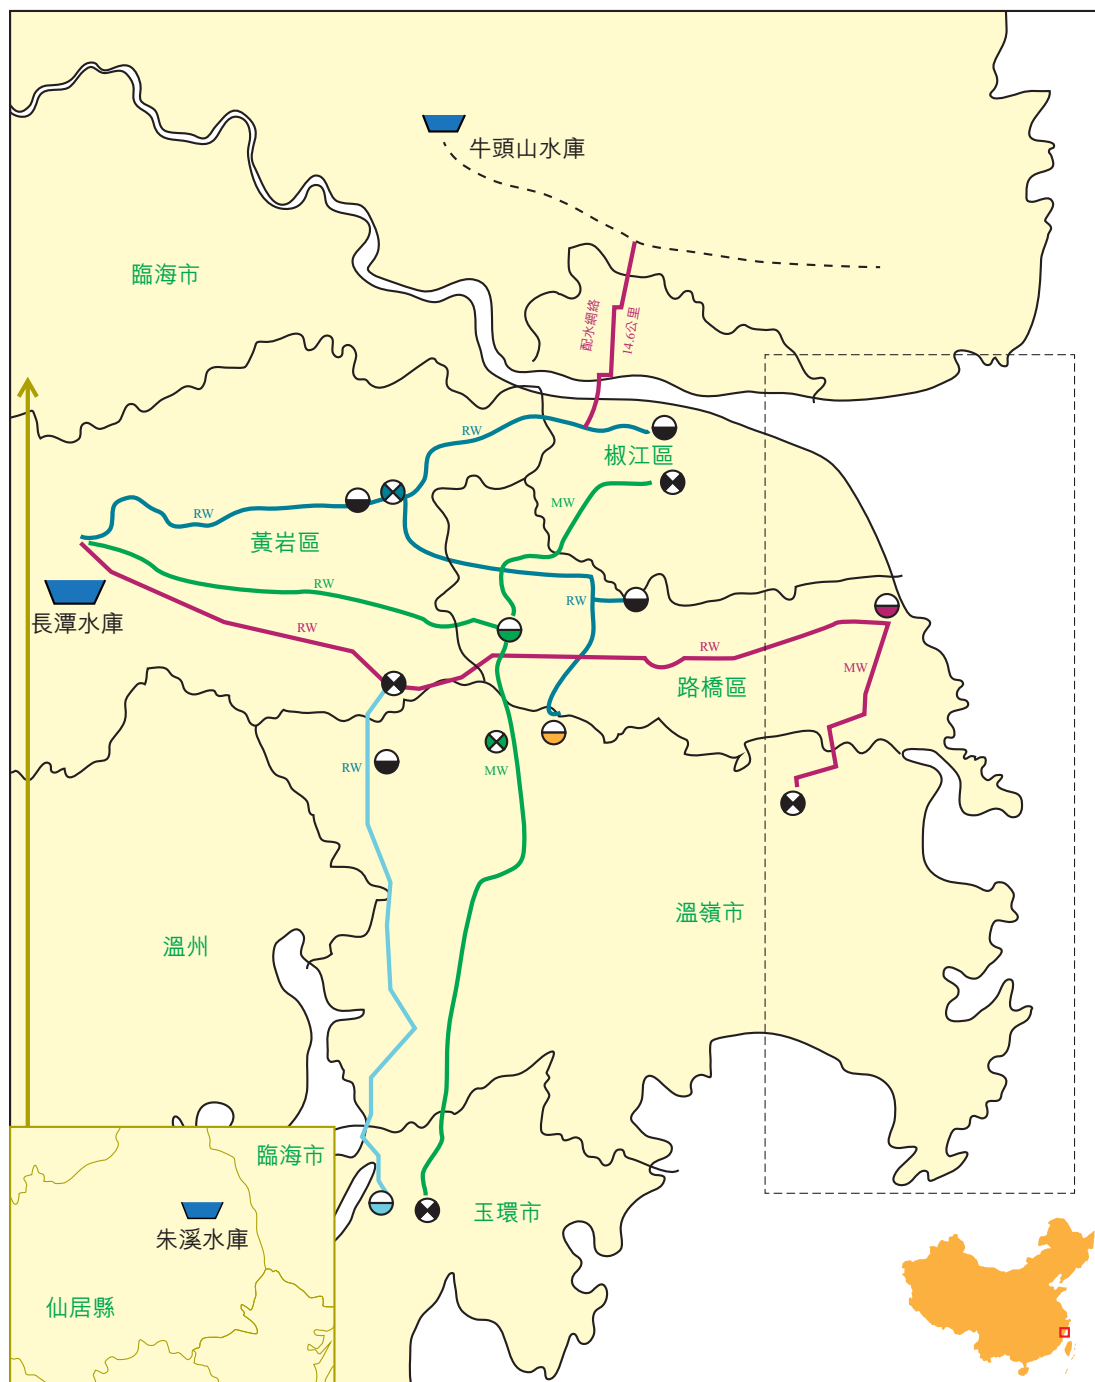 牛頭山水庫
臨海市
配水網絡
14.6公里
RW
椒江區
MW
RW
黃岩區
RW
RW
長潭水庫
RW
RW
MW
路橋區
RW
MW
溫嶺市
溫州
臨海市
玉環市
朱溪水庫
仙居縣